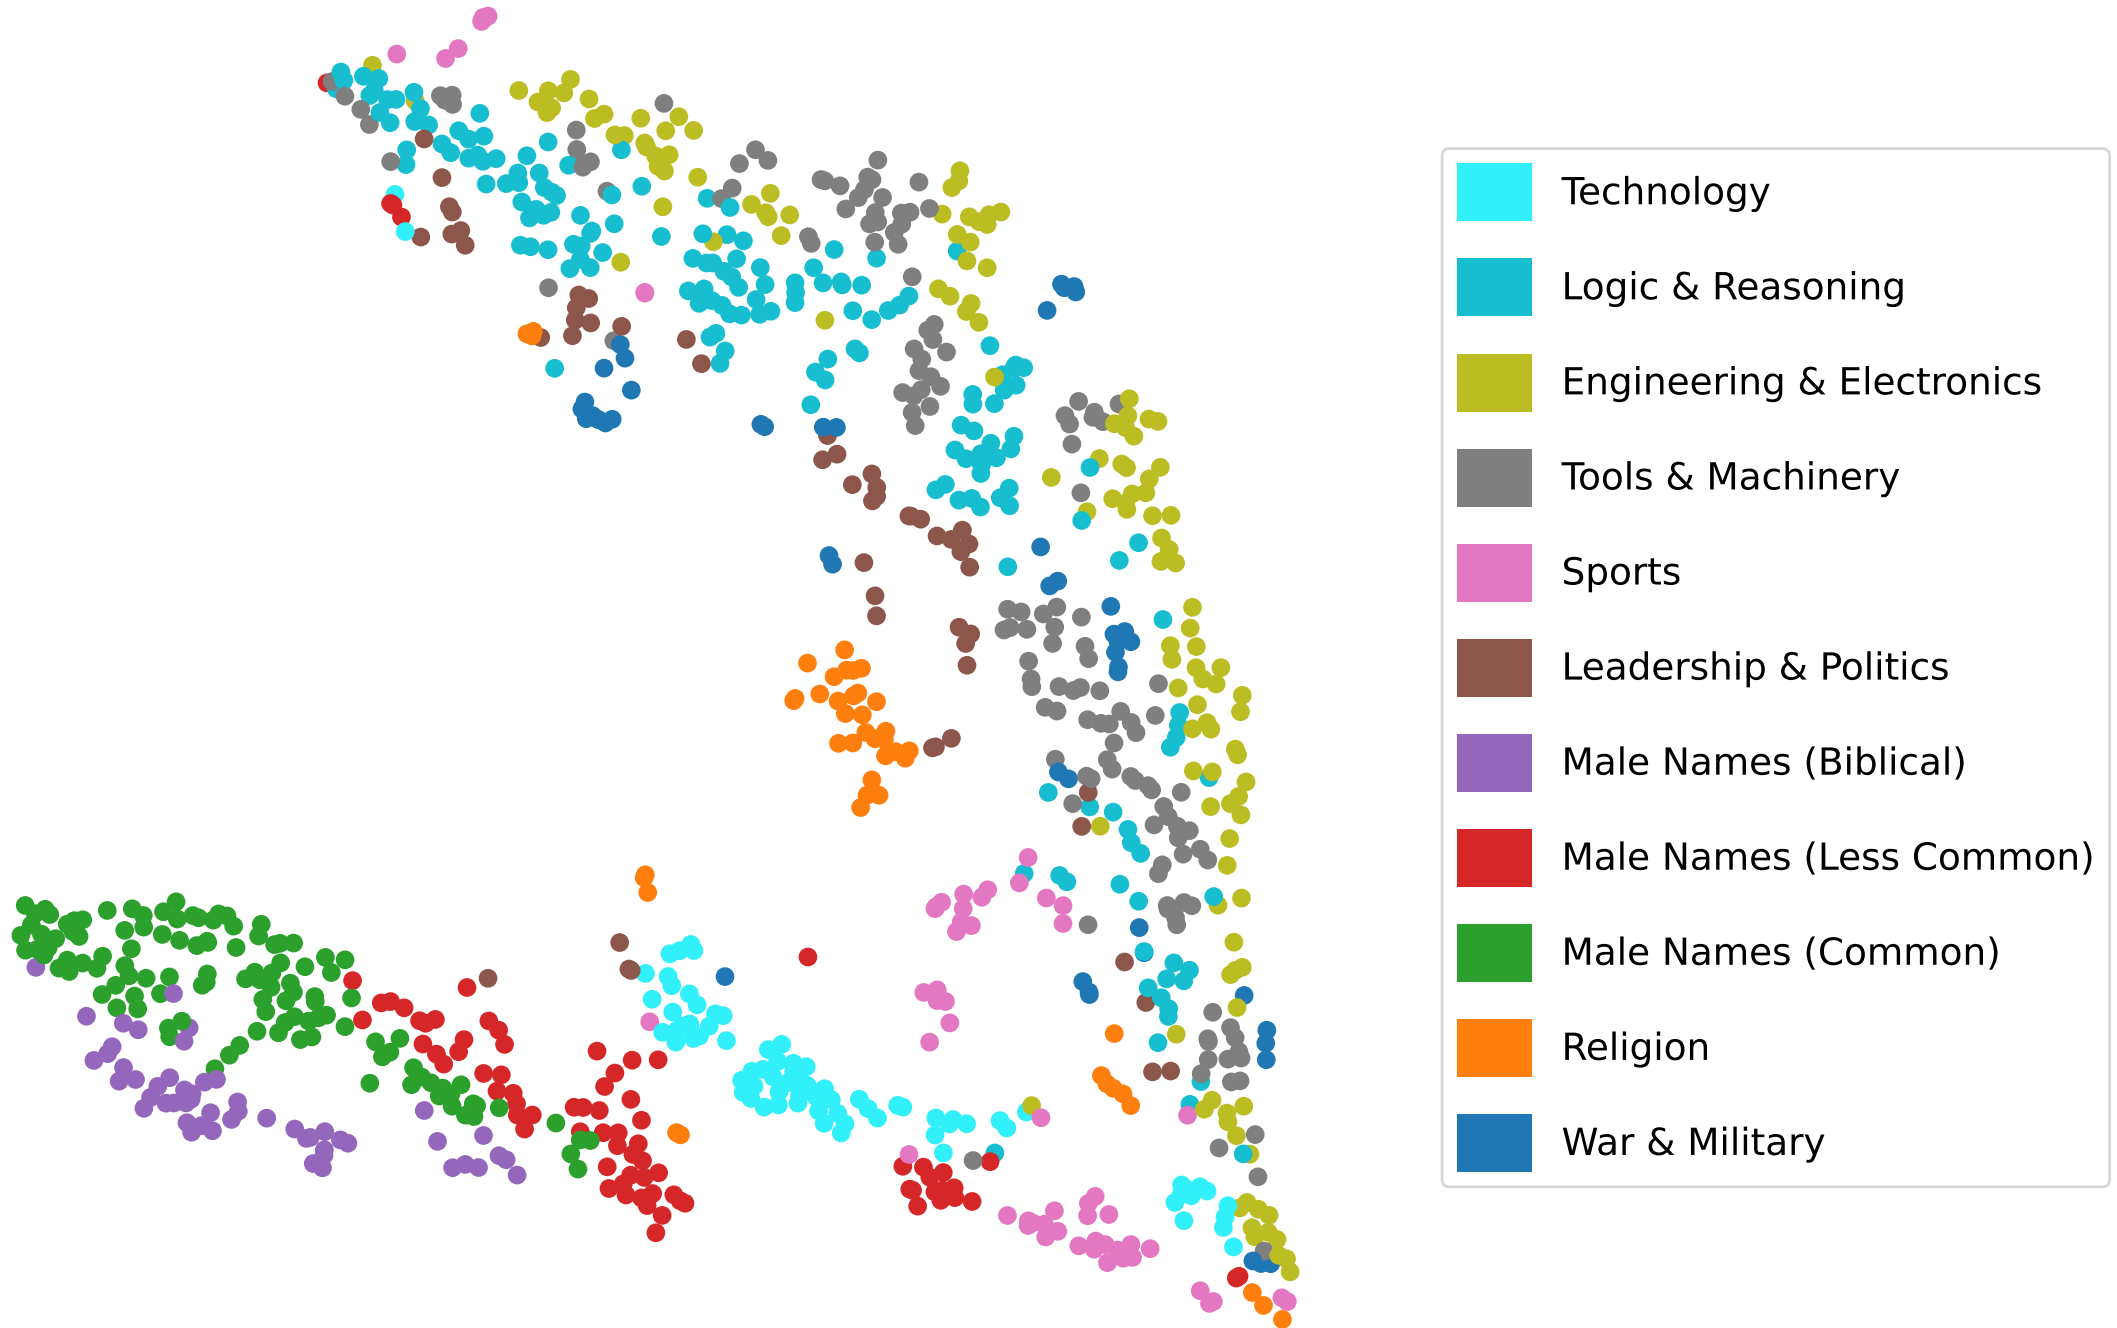 Technology
Logic & Reasoning
Engineering & Electronics
Tools & Machinery
Sports
Leadership & Politics
Male Names (Biblical)
Male Names (Less Common)
Male Names (Common)
Religion
War & Military